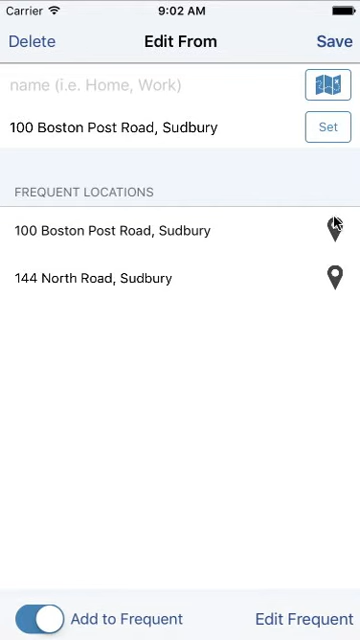 Carrier 9:02 AM
Delete Edit From Save
name (i.e. Home, Work)
100 Boston Post Road, Sudbury Set
FREQUENT LOCATIONS
100 Boston Post Road, Sudbury
144 North Road, Sudbury
Add to Frequent Edit Frequent